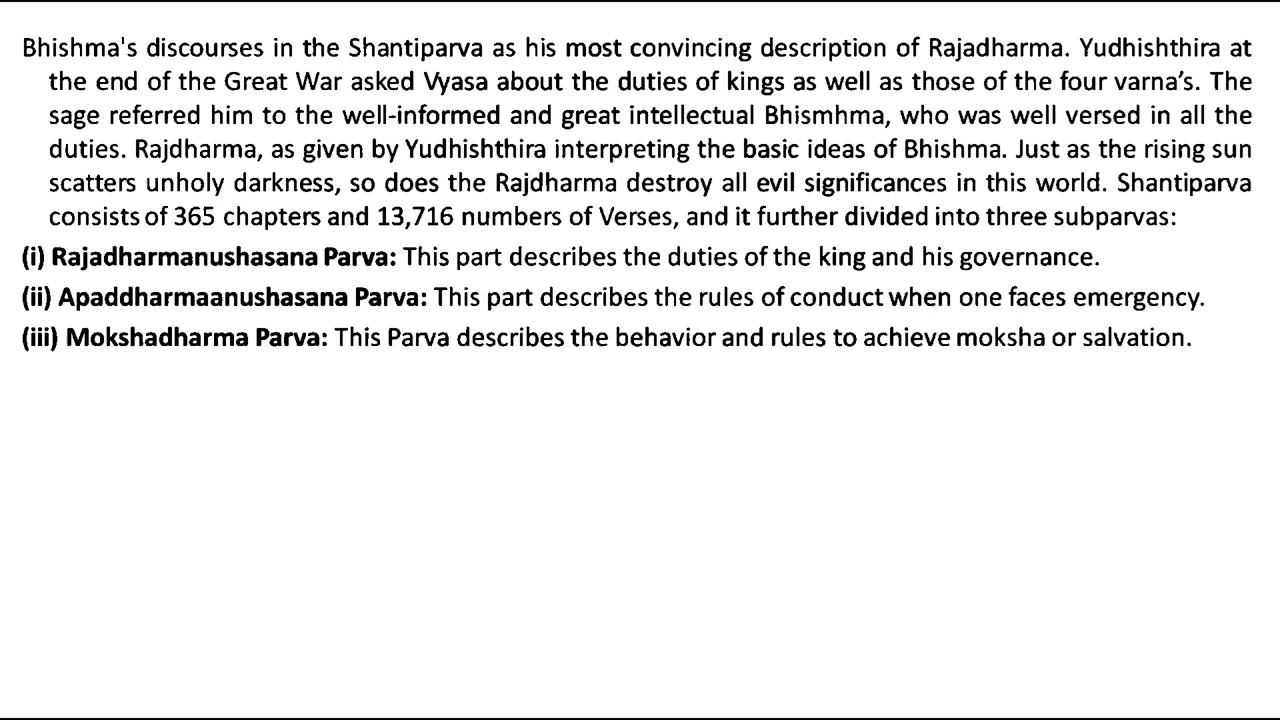 Bhishma's discourses in the Shantiparva as his most convincing description of Rajadharma. Yudhishthira at
the end of the Great War asked Vyasa about the duties of kings as well as those of the four varna’s. The
sage referred him to the well-informed and great intellectual Bhismhma, who was well versed in all the
duties. Rajdharma, as given by Yudhishthira interpreting the basic ideas of Bhishma. Just as the rising sun
scatters unholy darkness, so does the Rajdharma destroy all evil significances in this world. Shantiparva
consists of 365 chapters and 13,716 numbers of Verses, and it further divided into three subparvas:
(i) Rajadharmanushasana Parva: This part describes the duties of the king and his governance.
(ii) Apaddharmaanushasana Parva: This part describes the rules of conduct when one faces emergency.
(iii) Mokshadharma Parva: This Parva describes the behavior and rules to achieve moksha or salvation.